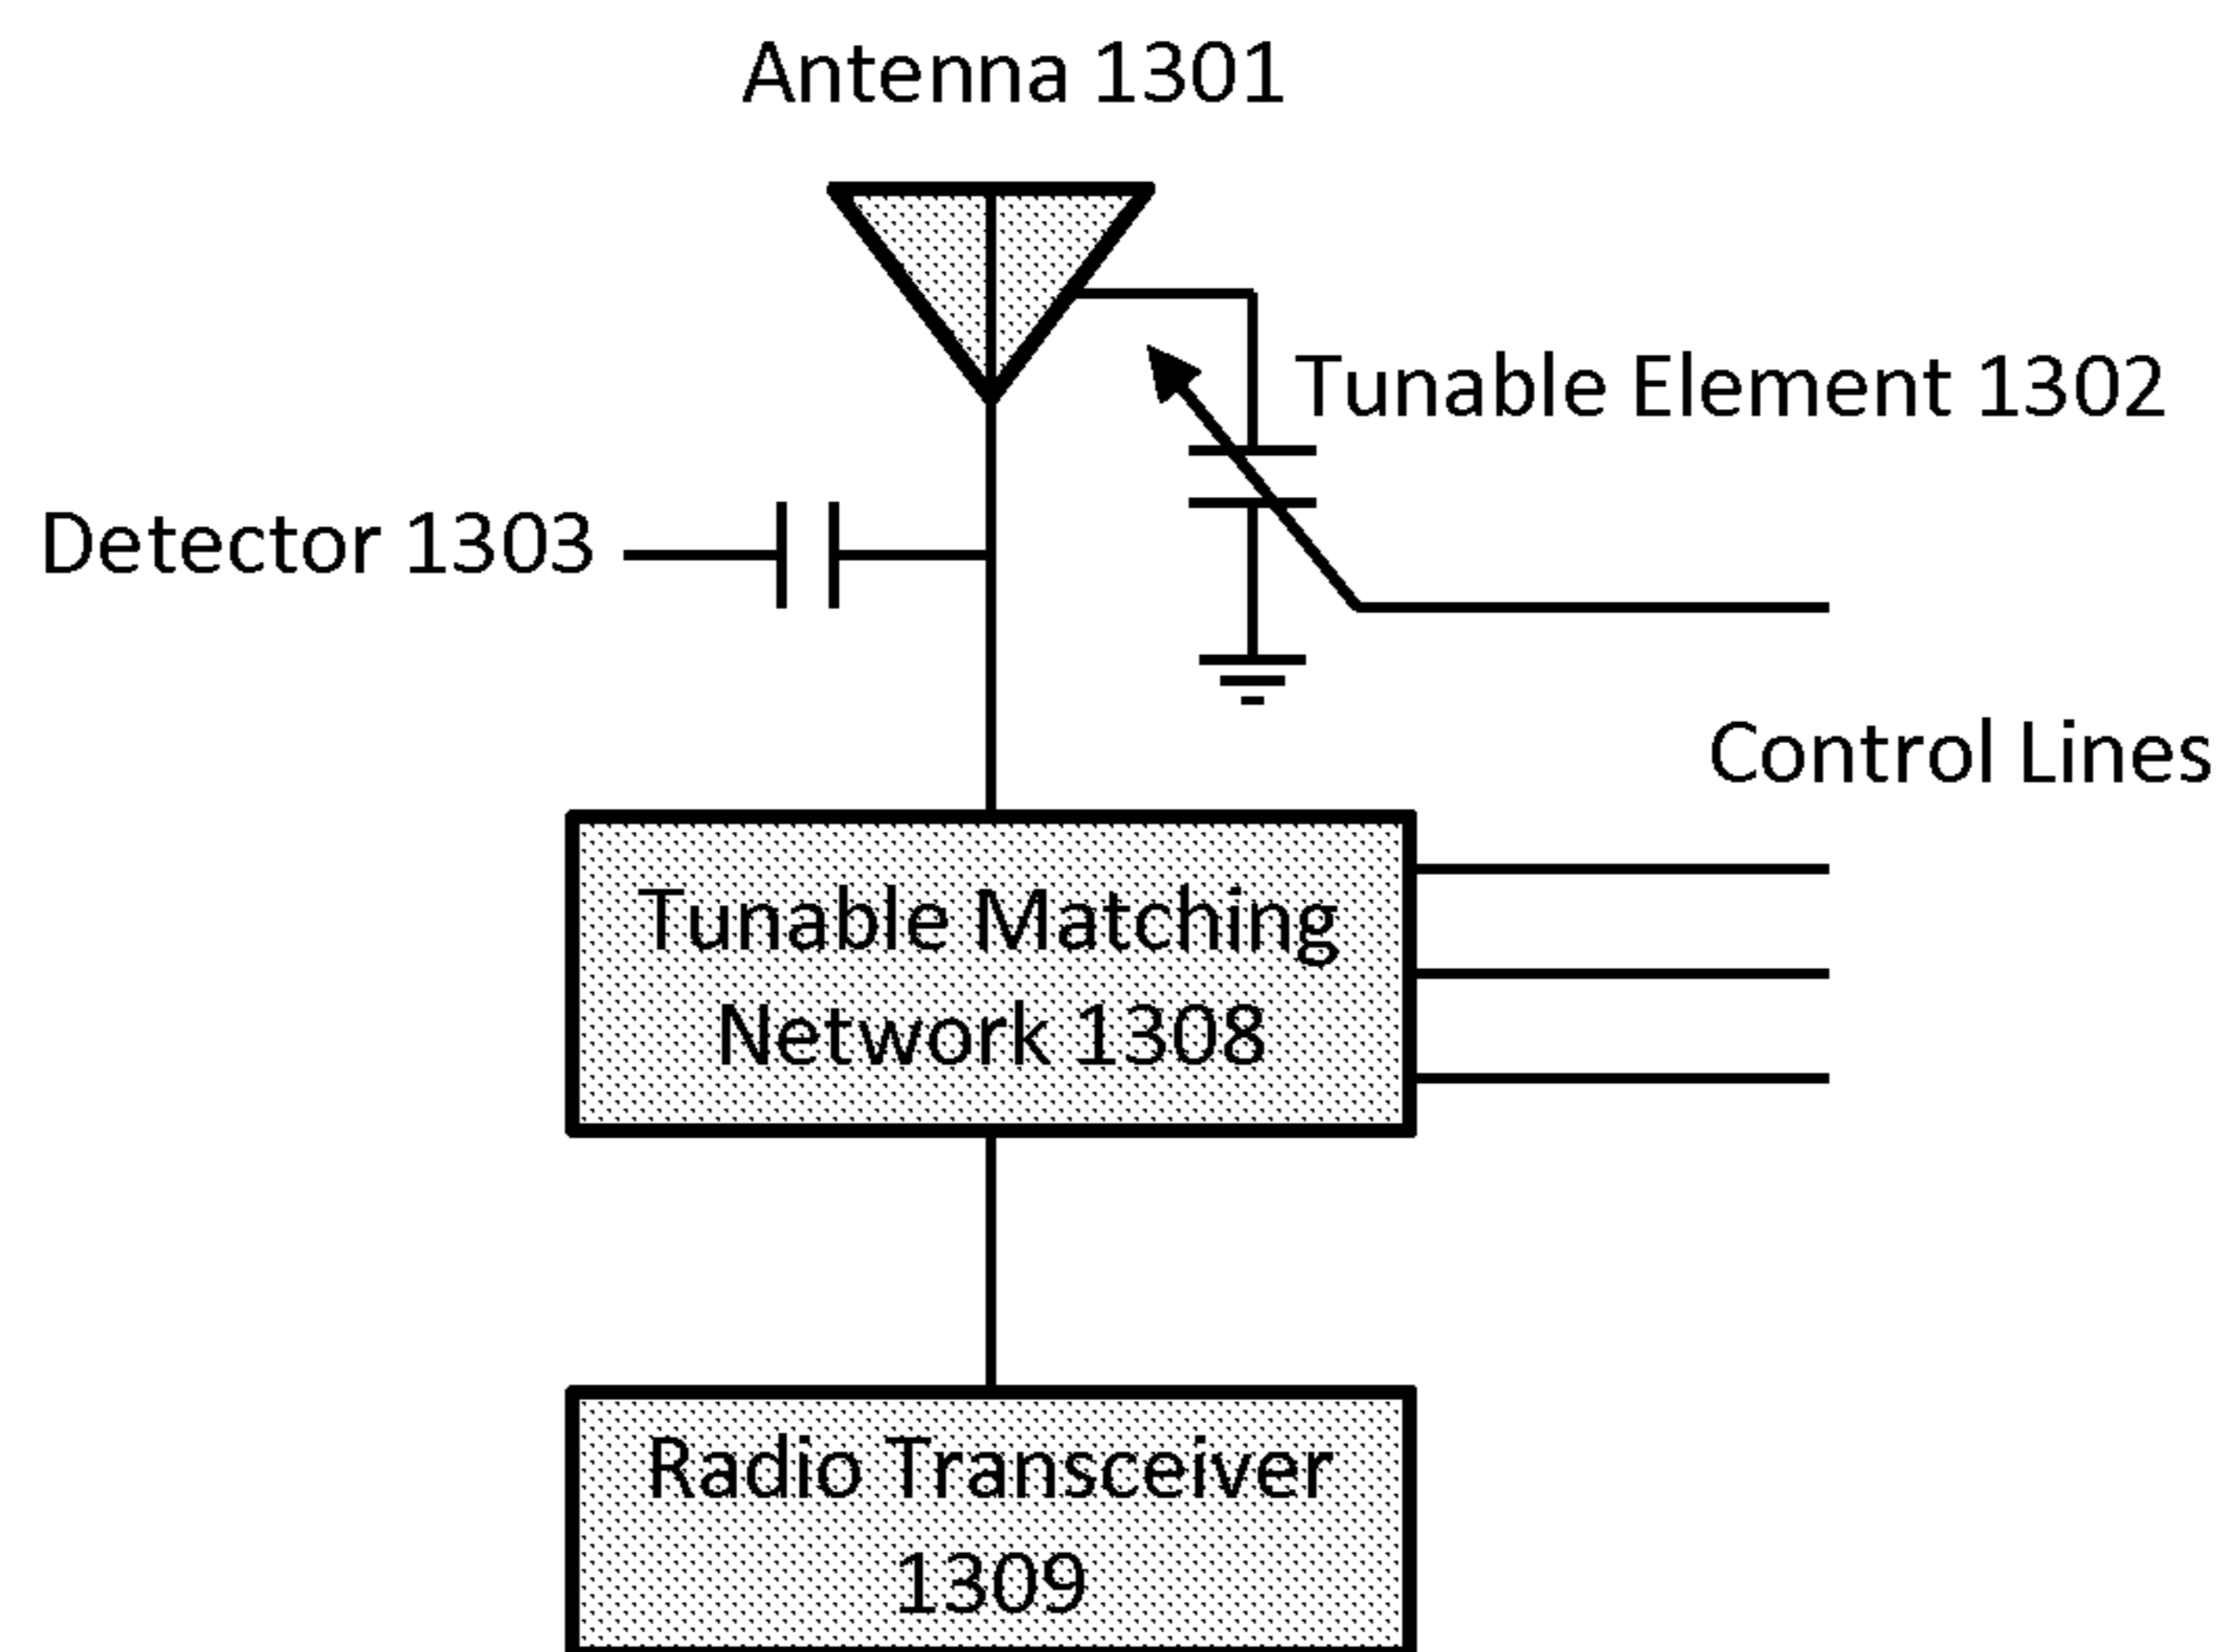 Antenna 1301
Tunable Element 1302
Detector 1303
Control Lines
Tunable Matching
Network 1308
Radio Transceiver
1309